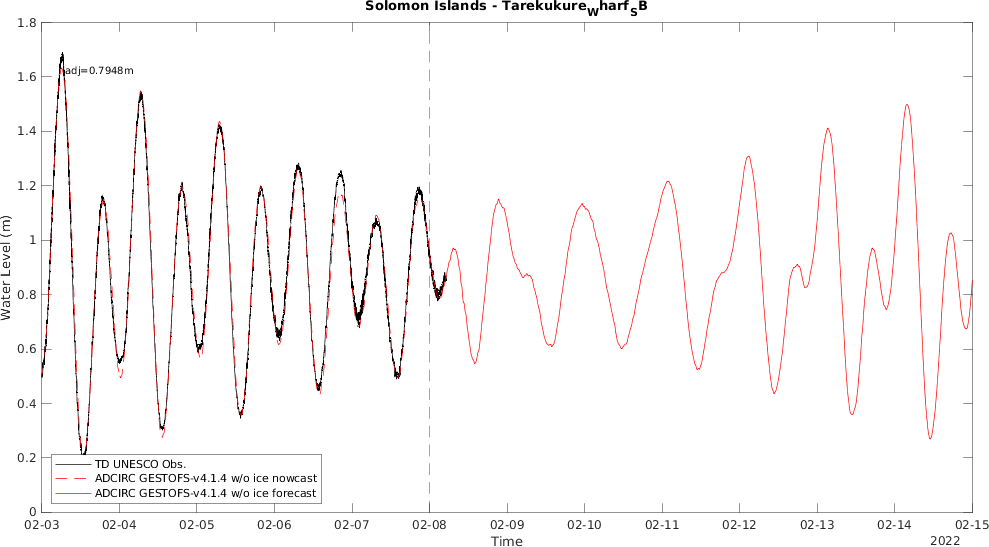 Solomon Islands - Tarekukure_Wharf_SB
1.8
1.6
1.4
1.2
1
0.8
0.6
0.4
0.2
0
Water Level (m)
adj=0.7948m
TD UNESCO Obs.
ADCIRC GESTOFS-v4.1.4 w/o ice nowcast
ADCIRC GESTOFS-v4.1.4 w/o ice forecast
02-03 02-04 02-05 02-06 02-07 02-08 02-09 02-10 02-11 02-12 02-13 02-14 02-15
Time
2022